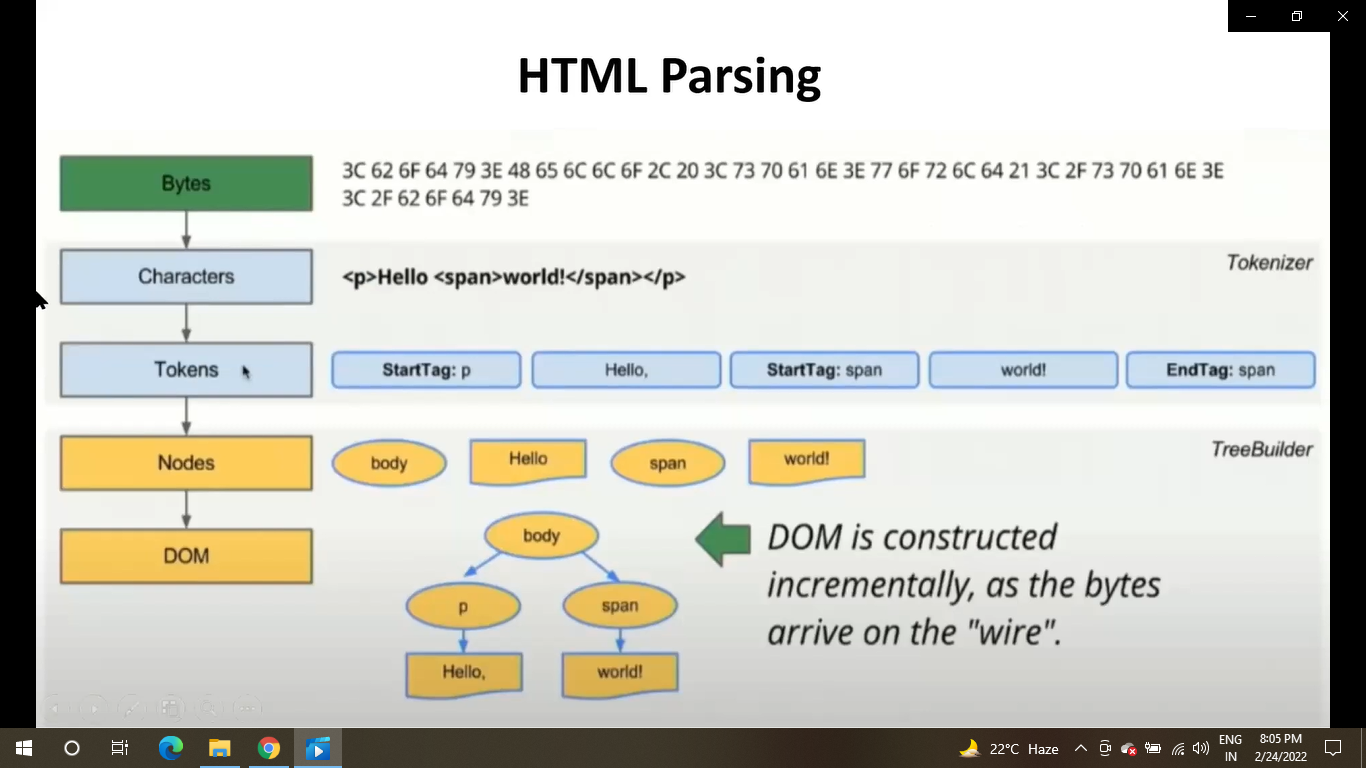 HTML Parsing
Bytes
3C 62 6F 64 79 3E 48 65 6C 6C 6F 2C 20 3C 73 70 61 6E 3E 77 6F 72 6C 64 21 3C 2F 73 70 61 6E 3E
3C 2F 62 6F 64 79 3E
Tokenizer
Characters
<p>Hello <span>world!</span></p>
Tokens
StartTag: p
Hello,
StartTag: span
world!
EndTag: span
TreeBuilder
Nodes
body
Hello
span
world!
DOM
body
p
span
Hello,
world!
DOM is constructed
incrementally, as the bytes
arrive on the "wire".
22°C Haze
ENG
IN
8:05 PM
2/24/2022